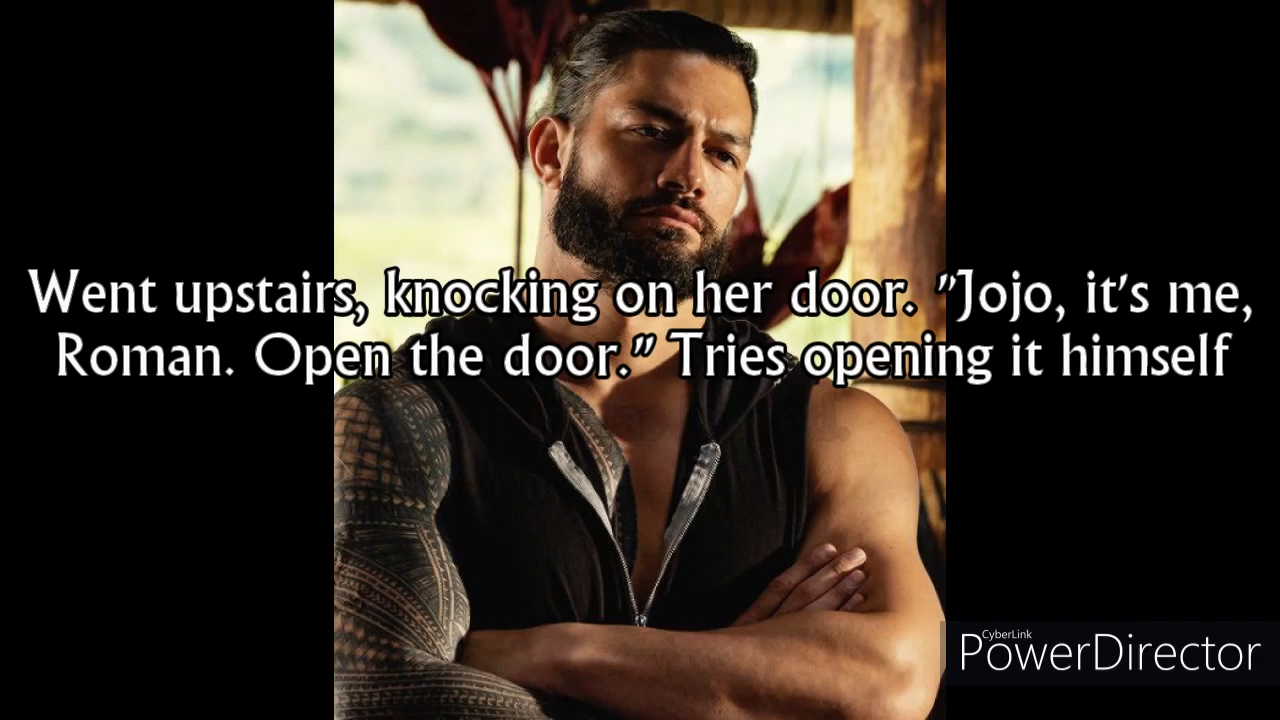 Went upstairs, knocking on her door. "Jojo, it's me,
Roman. Open the door." Tries opening it himself
CyberLink
PowerDirector